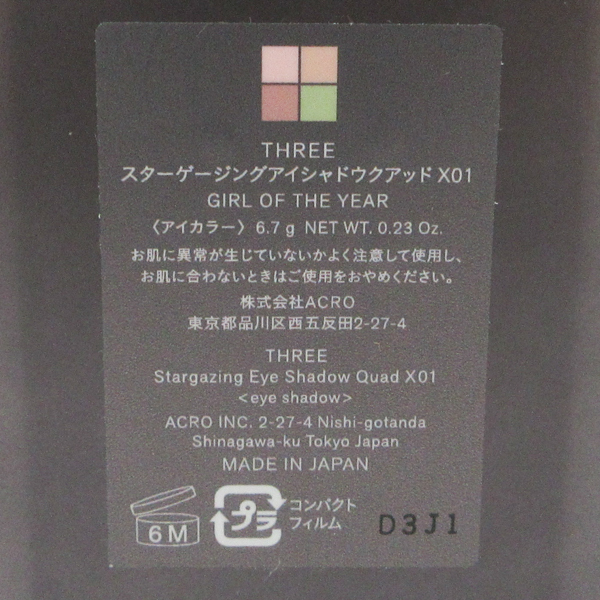 THREE
スターゲージングアイシャドウクアッド X01
GIRL OF THE YEAR
〈アイカラー〉 6.7 g NET WT. 0.23 Oz.
お肌に異常が生じていないかよく注意して使用し、
お肌に合わないときはご使用をおやめください。
株式会社ACRO
東京都品川区西五反田2-27-4
THREE
Stargazing Eye Shadow Quad X01
<eye shadow>
ACRO INC. 2-27-4 Nishi-gotanda
Shinagawa-ku Tokyo Japan
MADE IN JAPAN
6M
プラ
コンパクト
フィルム
D3J1